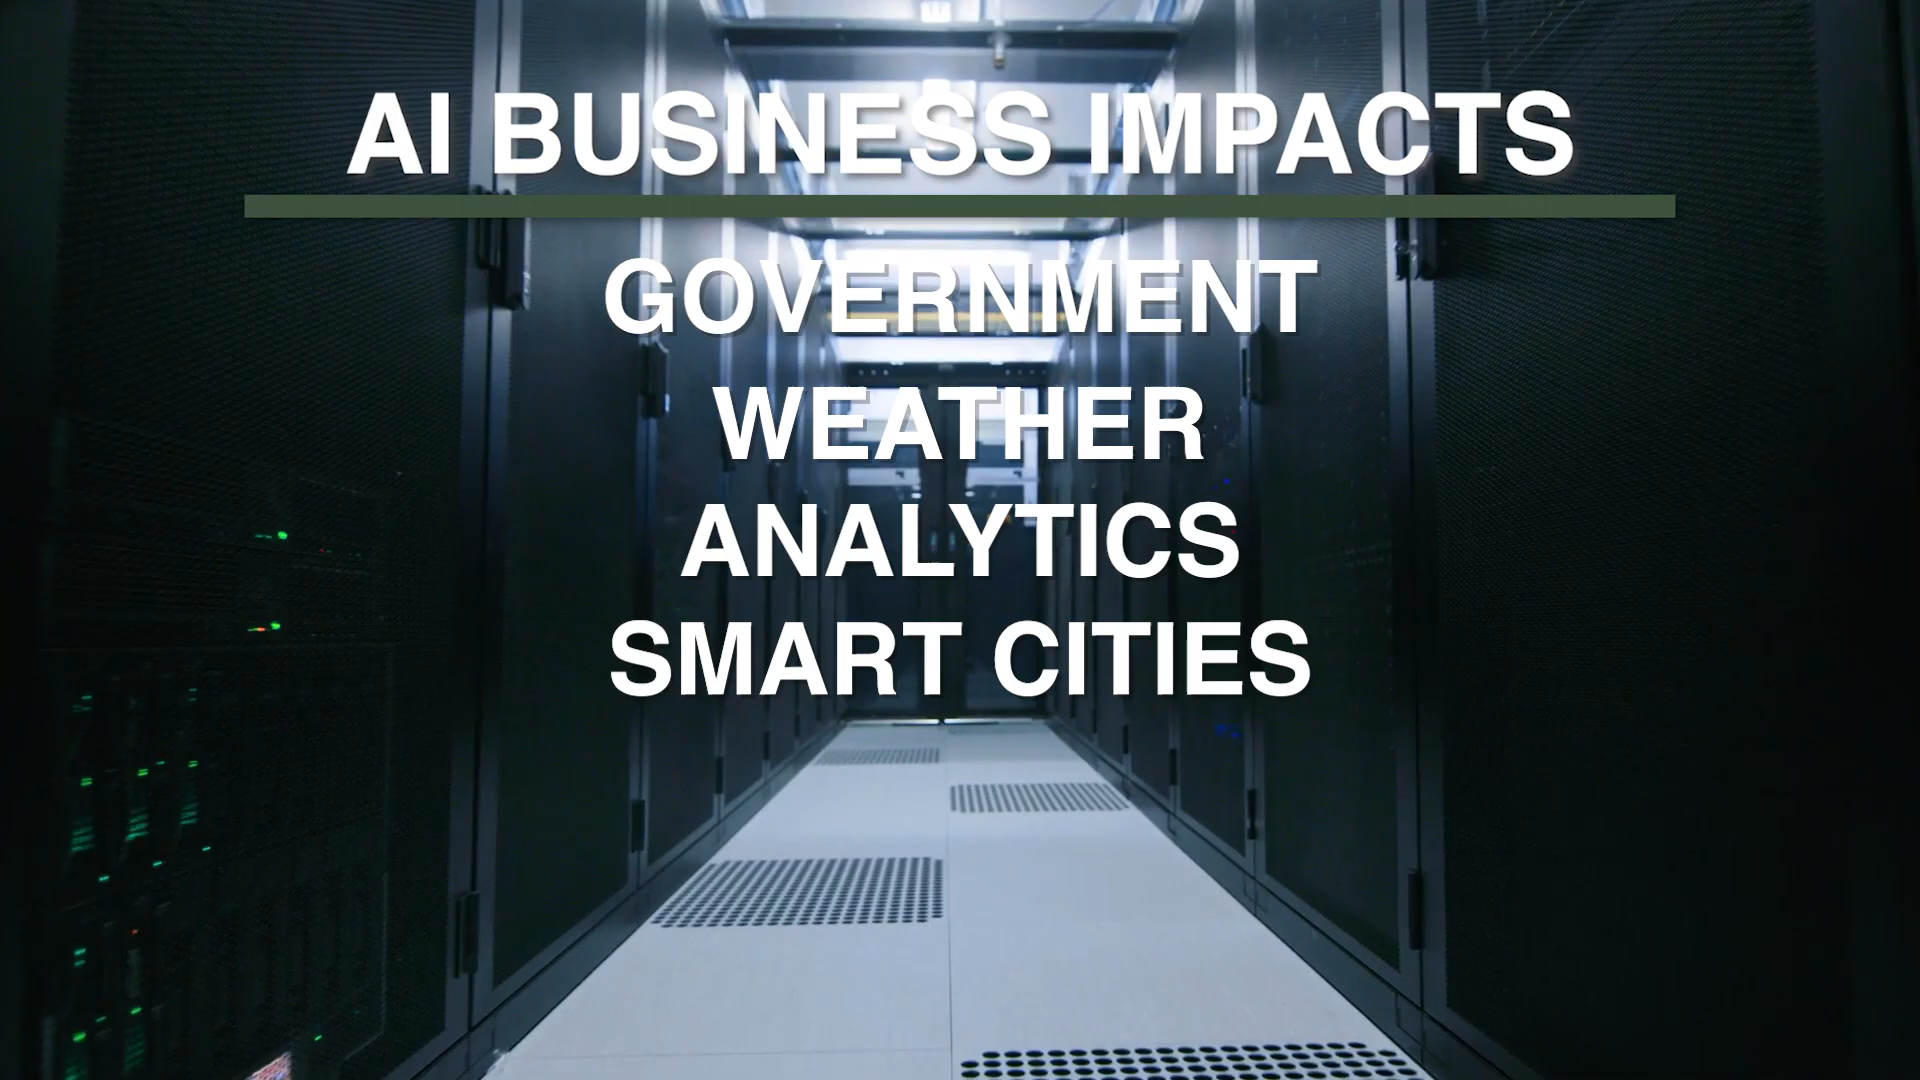 AI BUSINESS IMPACTS
GOVERNMENT
WEATHER
ANALYTICS
SMART CITIES